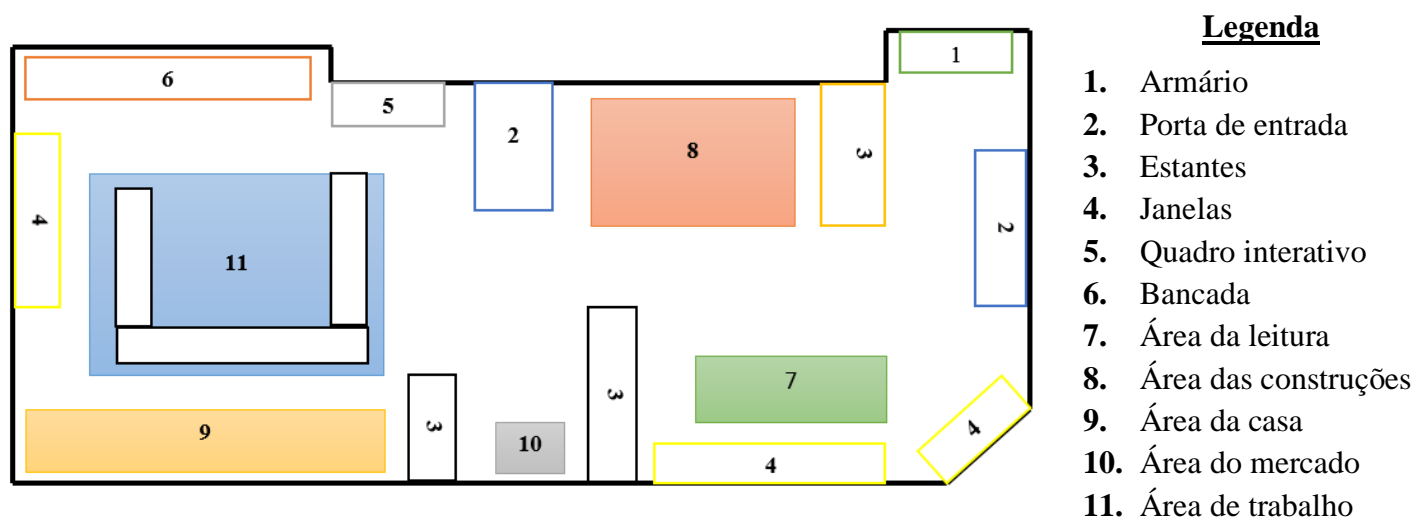 1
6
5
2
8
3
4
2
11
3
3
7
9
10
4
4
Legenda
1. Armário
2. Porta de entrada
3. Estantes
4. Janelas
5. Quadro interativo
6. Bancada
7. Área da leitura
8. Área das construções
9. Área da casa
10. Área do mercado
11. Área de trabalho